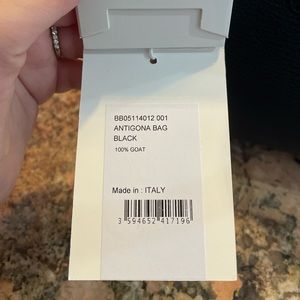 BB05114012 001
ANTIGONA BAG
BLACK
100% GOAT
Made in : ITALY
3 594652 417196